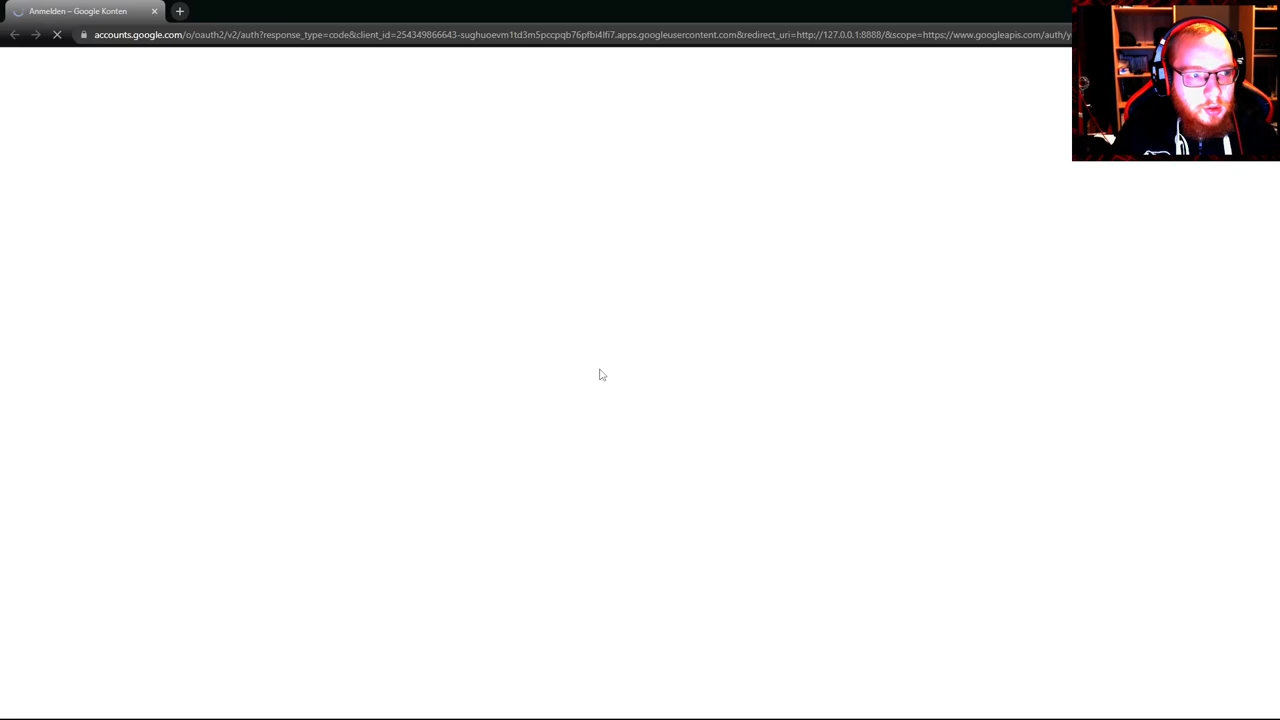 Anmelden – Google Konten
accounts.google.com/o/oauth2/v2/auth?response_type=code&client_id=254349866643-sughuoevm1td3m5pccpqb76pfbi4lfi7.apps.googleusercontent.com&redirect_uri=http://127.0.0.1:8888/&scope=https://www.googleapis.com/auth/y